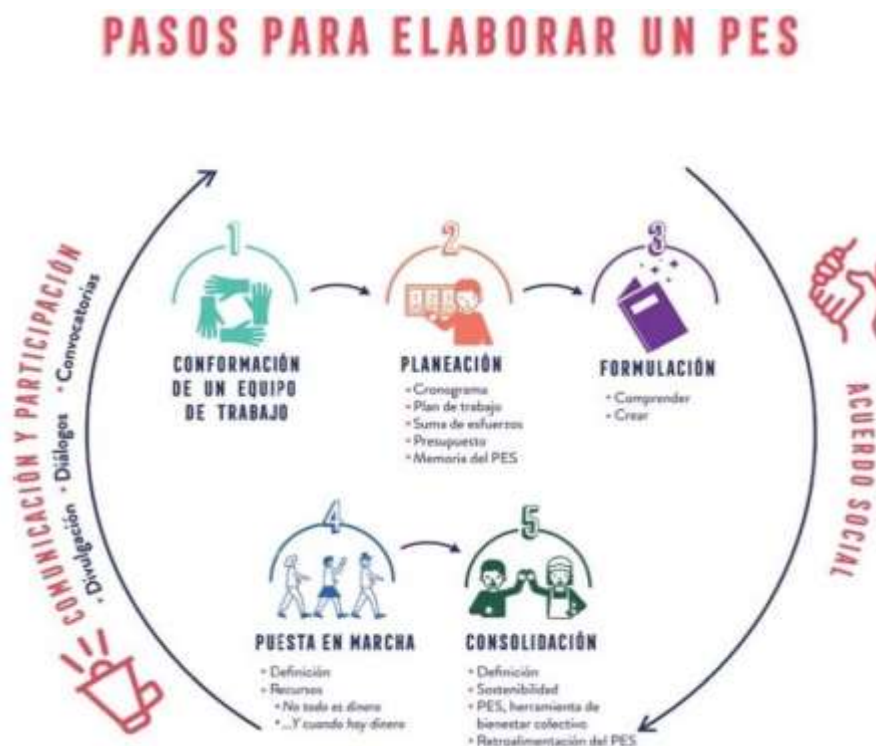 PASOS PARA ELABORAR UN PES
COMUNICACIÓN Y PARTICIPACIÓN
• Divulgación • Diálogos • Convocatorias
1
CONFORMACIÓN
DE UN EQUIPO
DE TRABAJO
2
PLANEACIÓN
• Cronograma
• Plan de trabajo
• Suma de esfuerzos
• Presupuesto
• Memoria del PES
3
FORMULACIÓN
• Comprender
• Crear
ACUERDO SOCIAL
4
PUESTA EN MARCHA
• Definición
• Recursos
• No todo es dinero
• ...Y cuando hay dinero
5
CONSOLIDACIÓN
• Definición
• Sostenibilidad
• PES, herramienta de
bienestar colectivo
• Retroalimentación del PES